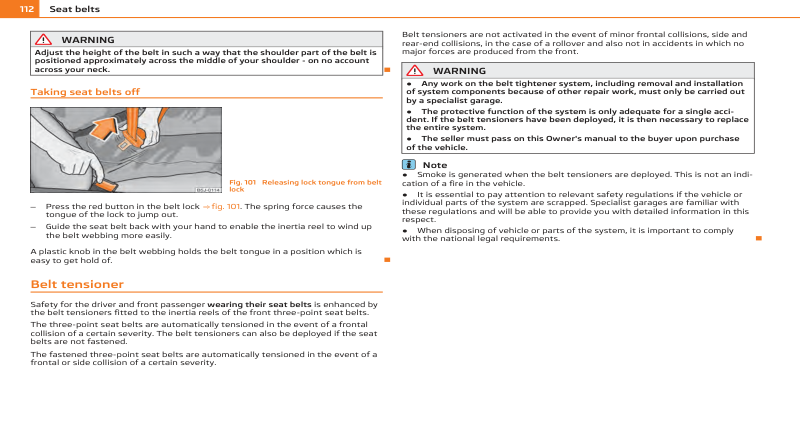 112 Seat belts
WARNING
Adjust the height of the belt in such a way that the shoulder part of the belt is
positioned approximately across the middle of your shoulder - on no account
across your neck.
Taking seat belts off
B5J-0114
Fig. 101 Releasing lock tongue from belt
lock
– Press the red button in the belt lock ⇒ fig. 101. The spring force causes the
tongue of the lock to jump out.
– Guide the seat belt back with your hand to enable the inertia reel to wind up
the belt webbing more easily.
A plastic knob in the belt webbing holds the belt tongue in a position which is
easy to get hold of.
Belt tensioner
Safety for the driver and front passenger wearing their seat belts is enhanced by
the belt tensioners fitted to the inertia reels of the front three-point seat belts.
The three-point seat belts are automatically tensioned in the event of a frontal
collision of a certain severity. The belt tensioners can also be deployed if the seat
belts are not fastened.
The fastened three-point seat belts are automatically tensioned in the event of a
frontal or side collision of a certain severity.
Belt tensioners are not activated in the event of minor frontal collisions, side and
rear-end collisions, in the case of a rollover and also not in accidents in which no
major forces are produced from the front.
WARNING
● Any work on the belt tightener system, including removal and installation
of system components because of other repair work, must only be carried out
by a specialist garage.
● The protective function of the system is only adequate for a single acci-
dent. If the belt tensioners have been deployed, it is then necessary to replace
the entire system.
● The seller must pass on this Owner's manual to the buyer upon purchase
of the vehicle.
Note
● Smoke is generated when the belt tensioners are deployed. This is not an indi-
cation of a fire in the vehicle.
● It is essential to pay attention to relevant safety regulations if the vehicle or
individual parts of the system are scrapped. Specialist garages are familiar with
these regulations and will be able to provide you with detailed information in this
respect.
● When disposing of vehicle or parts of the system, it is important to comply
with the national legal requirements.